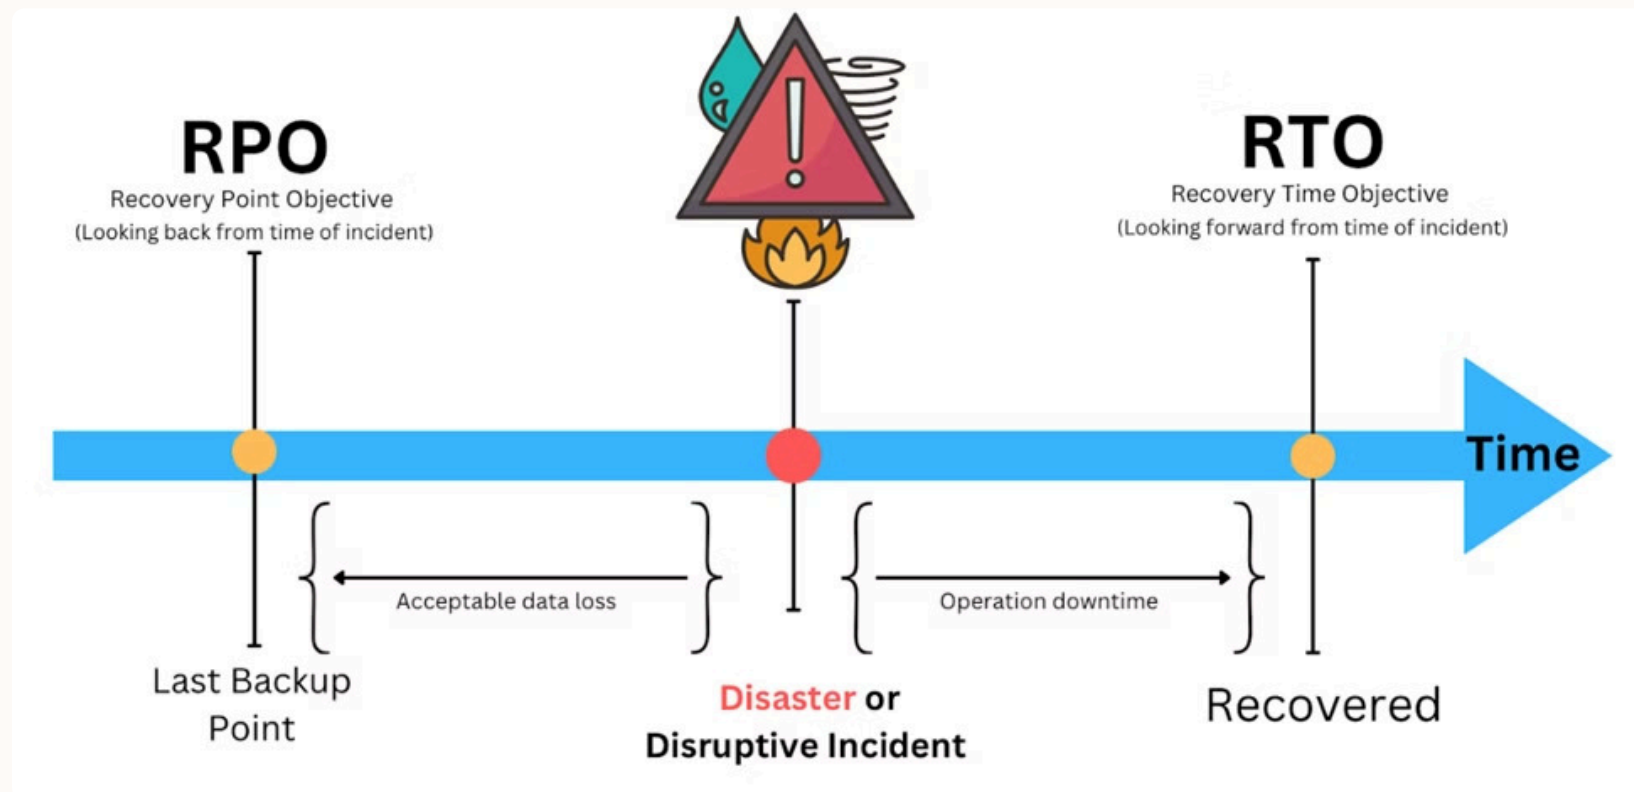 RPO
Recovery Point Objective
(Looking back from time of incident)
RTO
Recovery Time Objective
(Looking forward from time of incident)
Time
Acceptable data loss
Operation downtime
Last Backup
Point
Disaster or
Disruptive Incident
Recovered